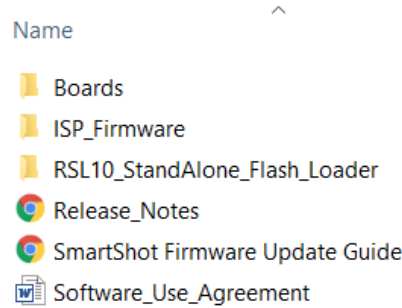 Name
Boards
ISP_Firmware
RSL10_StandAlone_Flash_Loader
Release_Notes
SmartShot Firmware Update Guide
Software_Use_Agreement